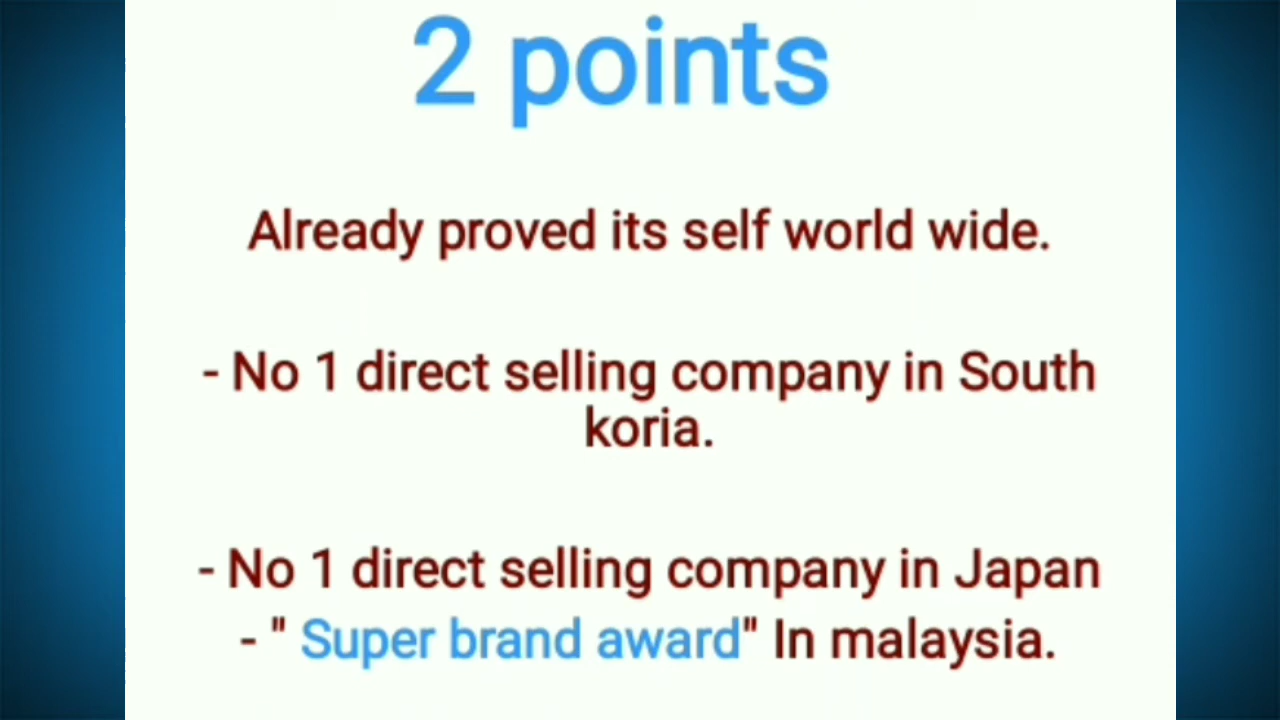 2 points
Already proved its self world wide.
- No 1 direct selling company in South
koria.
- No 1 direct selling company in Japan
- " Super brand award" In malaysia.